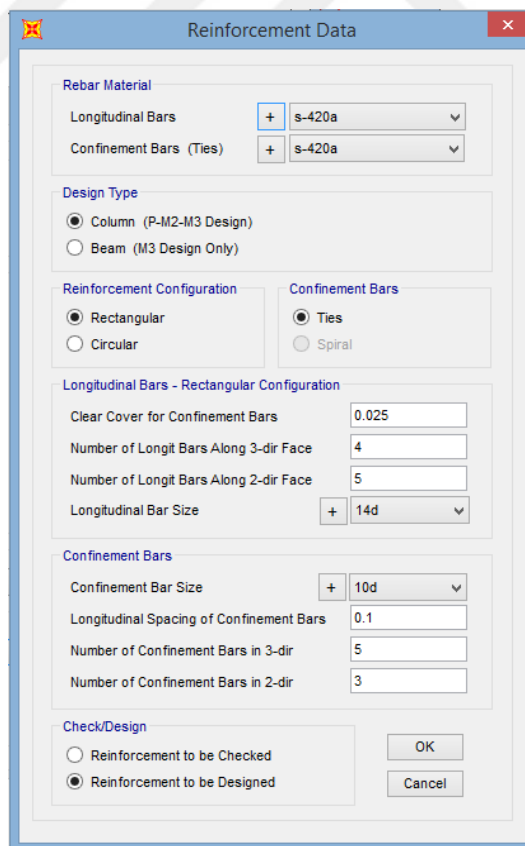 Reinforcement Data
Rebar Material
Longitudinal Bars + s-420a
Confinement Bars (Ties) + s-420a
Design Type
Column (P-M2-M3 Design)
Beam (M3 Design Only)
Reinforcement Configuration
Rectangular
Circular
Confinement Bars
Ties
Spiral
Longitudinal Bars - Rectangular Configuration
Clear Cover for Confinement Bars 0.025
Number of Longit Bars Along 3-dir Face 4
Number of Longit Bars Along 2-dir Face 5
Longitudinal Bar Size + 14d
Confinement Bars
Confinement Bar Size + 10d
Longitudinal Spacing of Confinement Bars 0.1
Number of Confinement Bars in 3-dir 5
Number of Confinement Bars in 2-dir 3
Check/Design
Reinforcement to be Checked
Reinforcement to be Designed
OK
Cancel